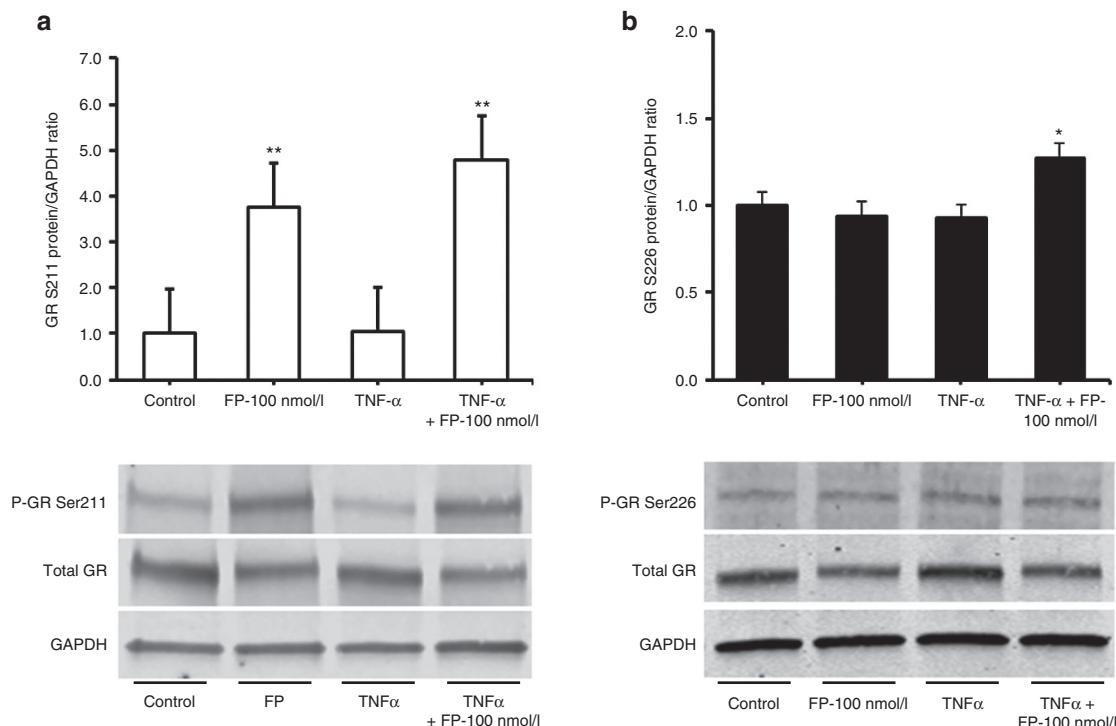 a
GR S211 protein/GAPDH ratio
7.0
6.0
5.0
4.0
3.0
2.0
1.0
0.0
**
**
Control
FP-100 nmol/l
TNF-α
TNF-α
+ FP-100 nmol/l
P-GR Ser211
Total GR
GAPDH
Control
FP
TNFα
TNFα
+ FP-100 nmol/l
b
GR S226 protein/GAPDH ratio
2.0
1.5
1.0
0.5
0.0
*
Control
FP-100 nmol/l
TNF-α
TNF-α + FP-
100 nmol/l
P-GR Ser226
Total GR
GAPDH
Control
FP-100 nmol/l
TNFα
TNFα +
FP-100 nmol/l